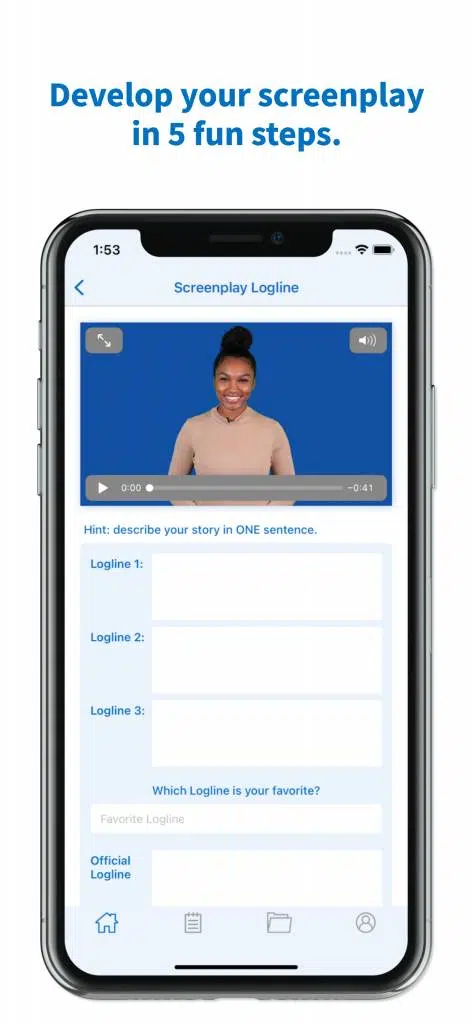 Develop your screenplay
in 5 fun steps.
1:53
Screenplay Logline
0:00
−0:41
Hint: describe your story in ONE sentence.
Logline 1:
Logline 2:
Logline 3:
Which Logline is your favorite?
Favorite Logline
Official
Logline